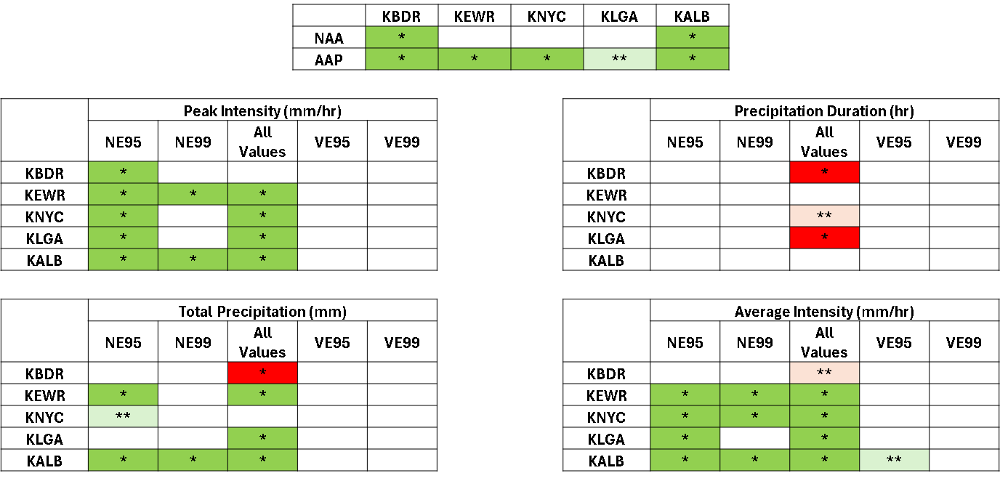 KBDR KEWR KNYC KLGA KALB
NAA * *
AAP * * * ** *
Peak Intensity (mm/hr)
NE95 NE99 All Values VE95 VE99
KBDR *
KEWR * * *
KNYC * *
KLGA * *
KALB * * *
Precipitation Duration (hr)
NE95 NE99 All Values VE95 VE99
KBDR *
KEWR
KNYC **
KLGA *
KALB
Total Precipitation (mm)
NE95 NE99 All Values VE95 VE99
KBDR *
KEWR * *
KNYC **
KLGA *
KALB * * *
Average Intensity (mm/hr)
NE95 NE99 All Values VE95 VE99
KBDR **
KEWR * * *
KNYC * * *
KLGA * *
KALB * * * **